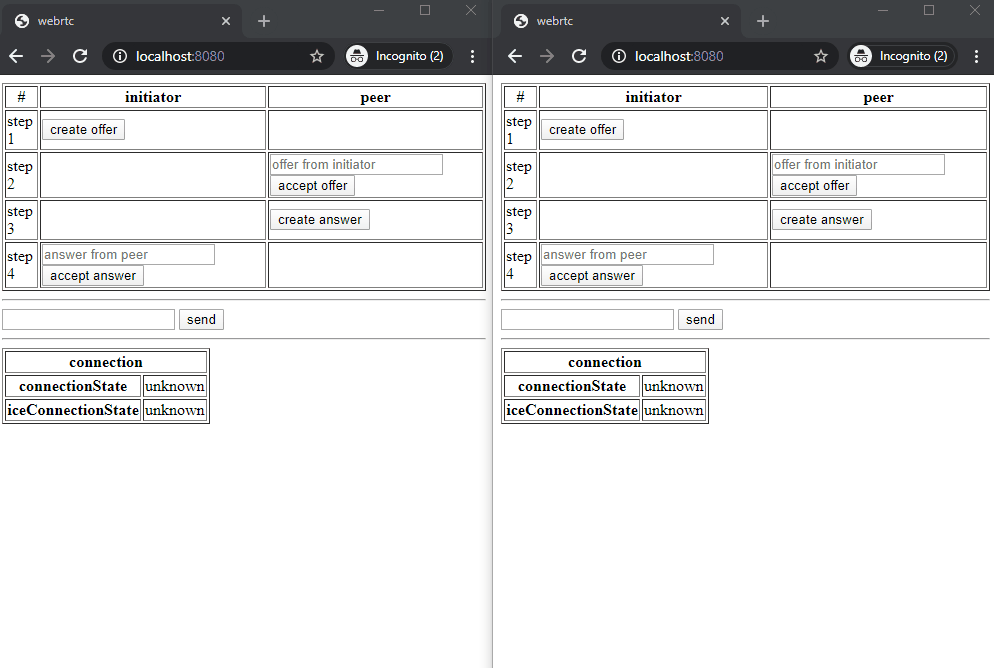 webrtc
localhost:8080
Incognito (2)
# initiator peer
step 1 create offer
step 2 offer from initiator
accept offer
step 3 create answer
step 4 answer from peer
accept answer
send
connection
connectionState unknown
iceConnectionState unknown
webrtc
localhost:8080
Incognito (2)
# initiator peer
step 1 create offer
step 2 offer from initiator
accept offer
step 3 create answer
step 4 answer from peer
accept answer
send
connection
connectionState unknown
iceConnectionState unknown